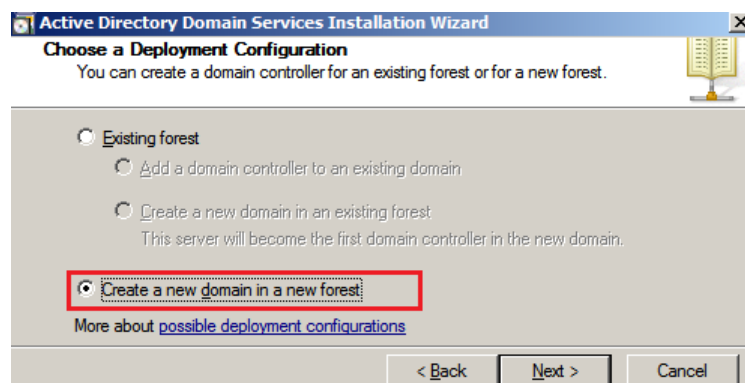 Active Directory Domain Services Installation Wizard
Choose a Deployment Configuration
You can create a domain controller for an existing forest or for a new forest.
Existing forest
Add a domain controller to an existing domain
Create a new domain in an existing forest
This server will become the first domain controller in the new domain.
Create a new domain in a new forest
More about possible deployment configurations
< Back Next > Cancel